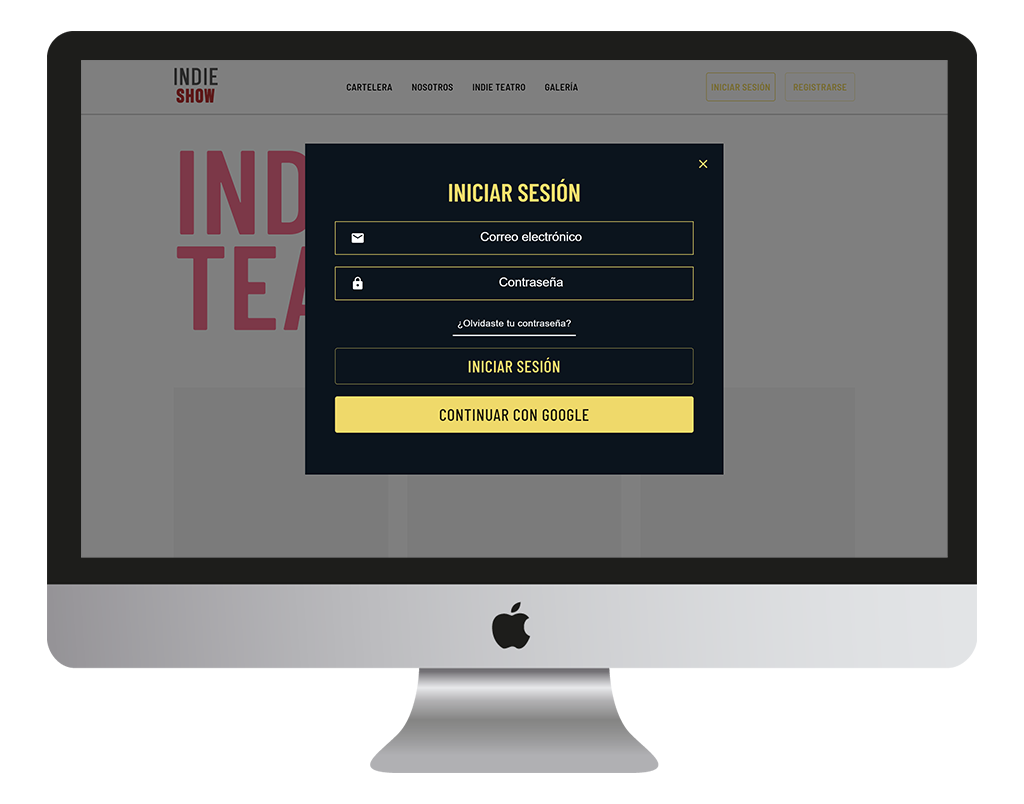 INDIE
SHOW
CARTELERA NOSOTROS INDIE TEATRO GALERÍA INICIAR SESIÓN REGISTRARSE
IND
TEA
INICIAR SESIÓN
Correo electrónico
Contraseña
¿Olvidaste tu contraseña?
INICIAR SESIÓN
CONTINUAR CON GOOGLE